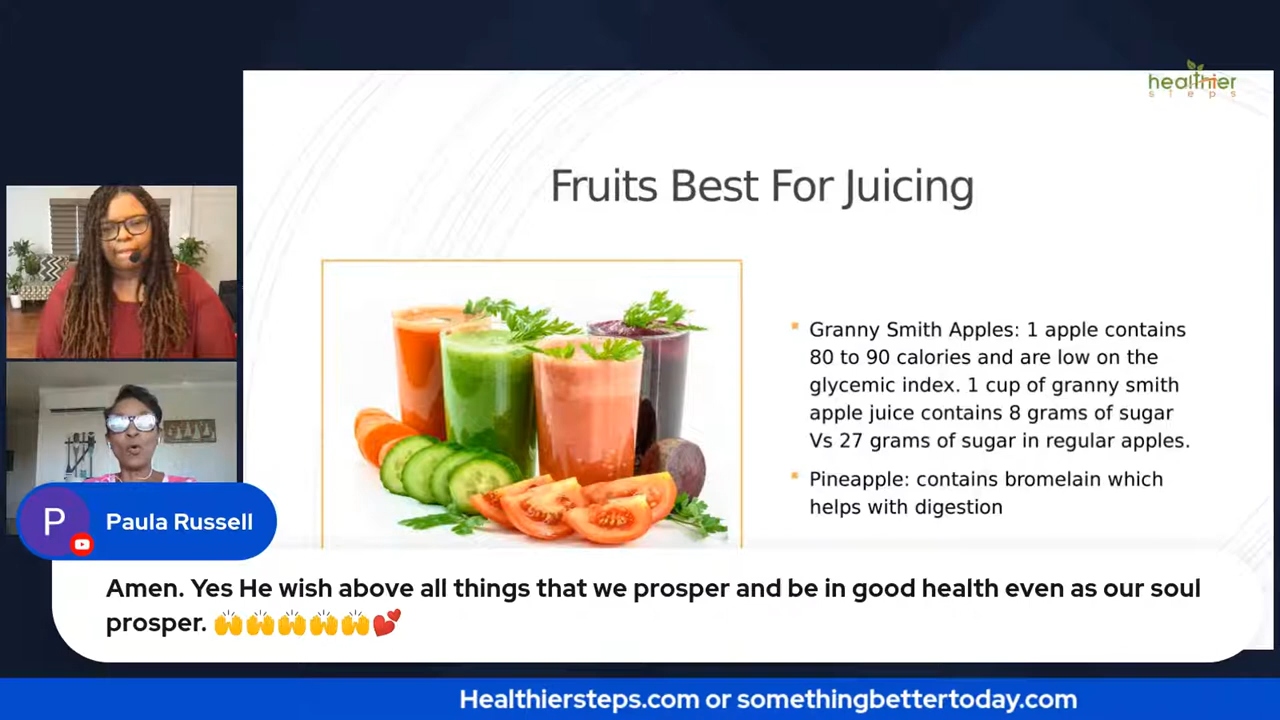 healthier
steps
Fruits Best For Juicing
Granny Smith Apples: 1 apple contains
80 to 90 calories and are low on the
glycemic index. 1 cup of granny smith
apple juice contains 8 grams of sugar
Vs 27 grams of sugar in regular apples.
Pineapple: contains bromelain which
helps with digestion
P
Paula Russell
Amen. Yes He wish above all things that we prosper and be in good health even as our soul
prosper. 🙌🙌🙌🙌🙌💕
Healthiersteps.com or somethingbettertoday.com